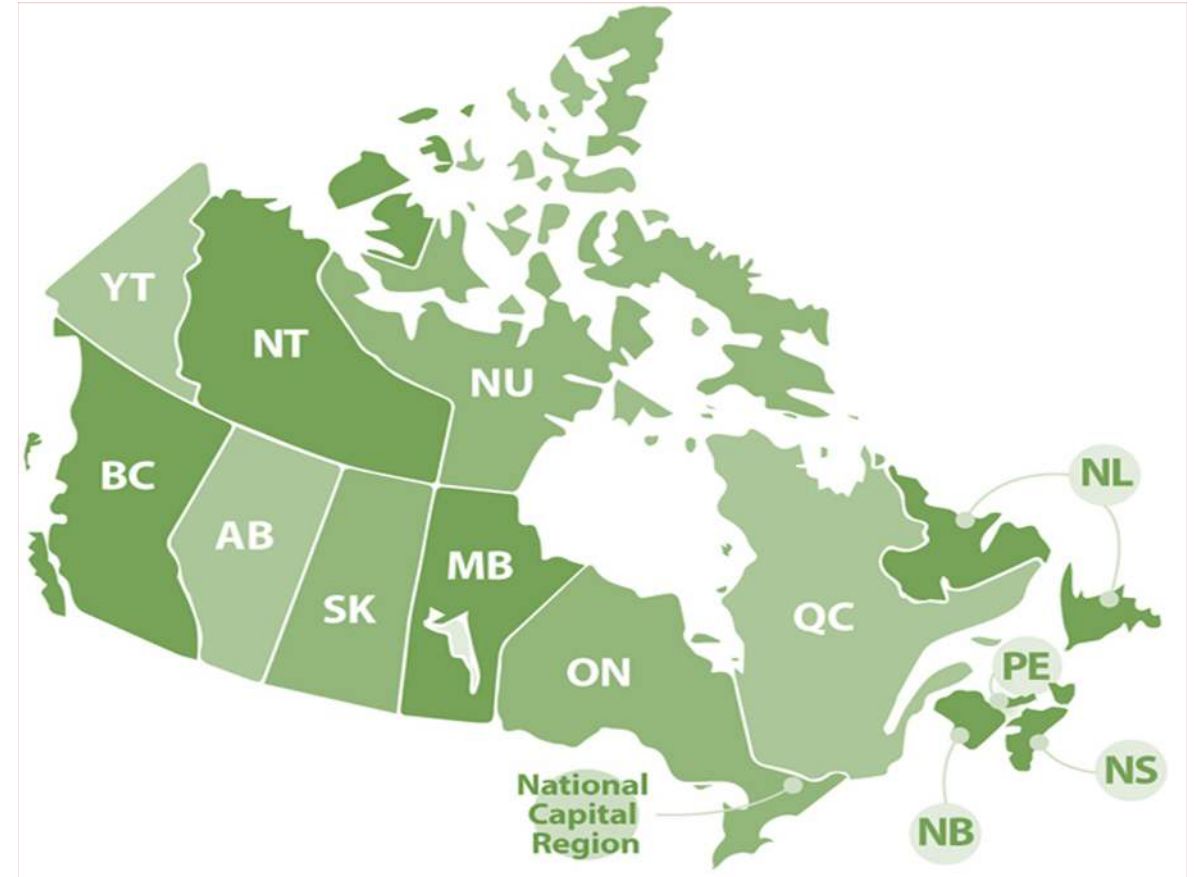 YT
NT
NU
BC
AB
SK
MB
ON
QC
NL
PE
NS
NB
National
Capital
Region